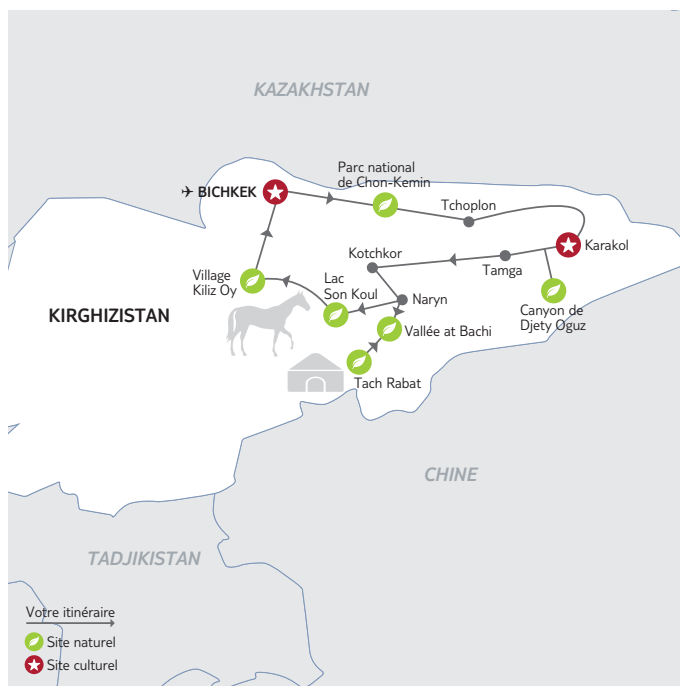 KAZAKHSTAN
Parc national
de Chon-Kemin
✈ BICHKEK
Tchoplon
Karakol
Kotchkor
Tamga
Village
Kiliz Oy
Lac
Son Koul
Naryn
Canyon de
Djety Oguz
KIRGHIZISTAN
Vallée at Bachi
Tach Rabat
CHINE
TADJIKISTAN
Votre itinéraire
Site naturel
Site culturel